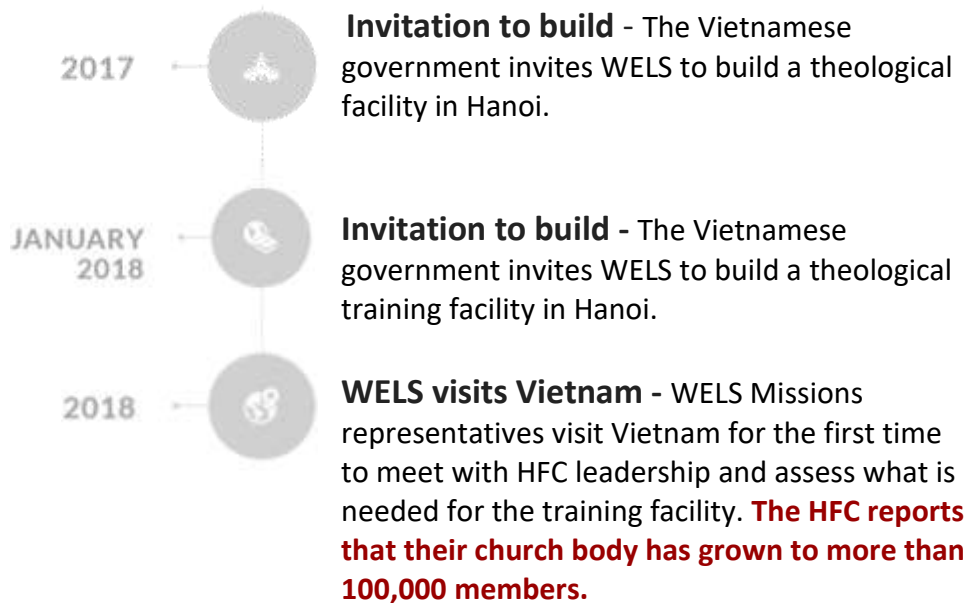 2017
Invitation to build - The Vietnamese
government invites WELS to build a theological
facility in Hanoi.
JANUARY
2018
Invitation to build - The Vietnamese
government invites WELS to build a theological
training facility in Hanoi.
2018
WELS visits Vietnam - WELS Missions
representatives visit Vietnam for the first time
to meet with HFC leadership and assess what is
needed for the training facility. The HFC reports
that their church body has grown to more than
100,000 members.